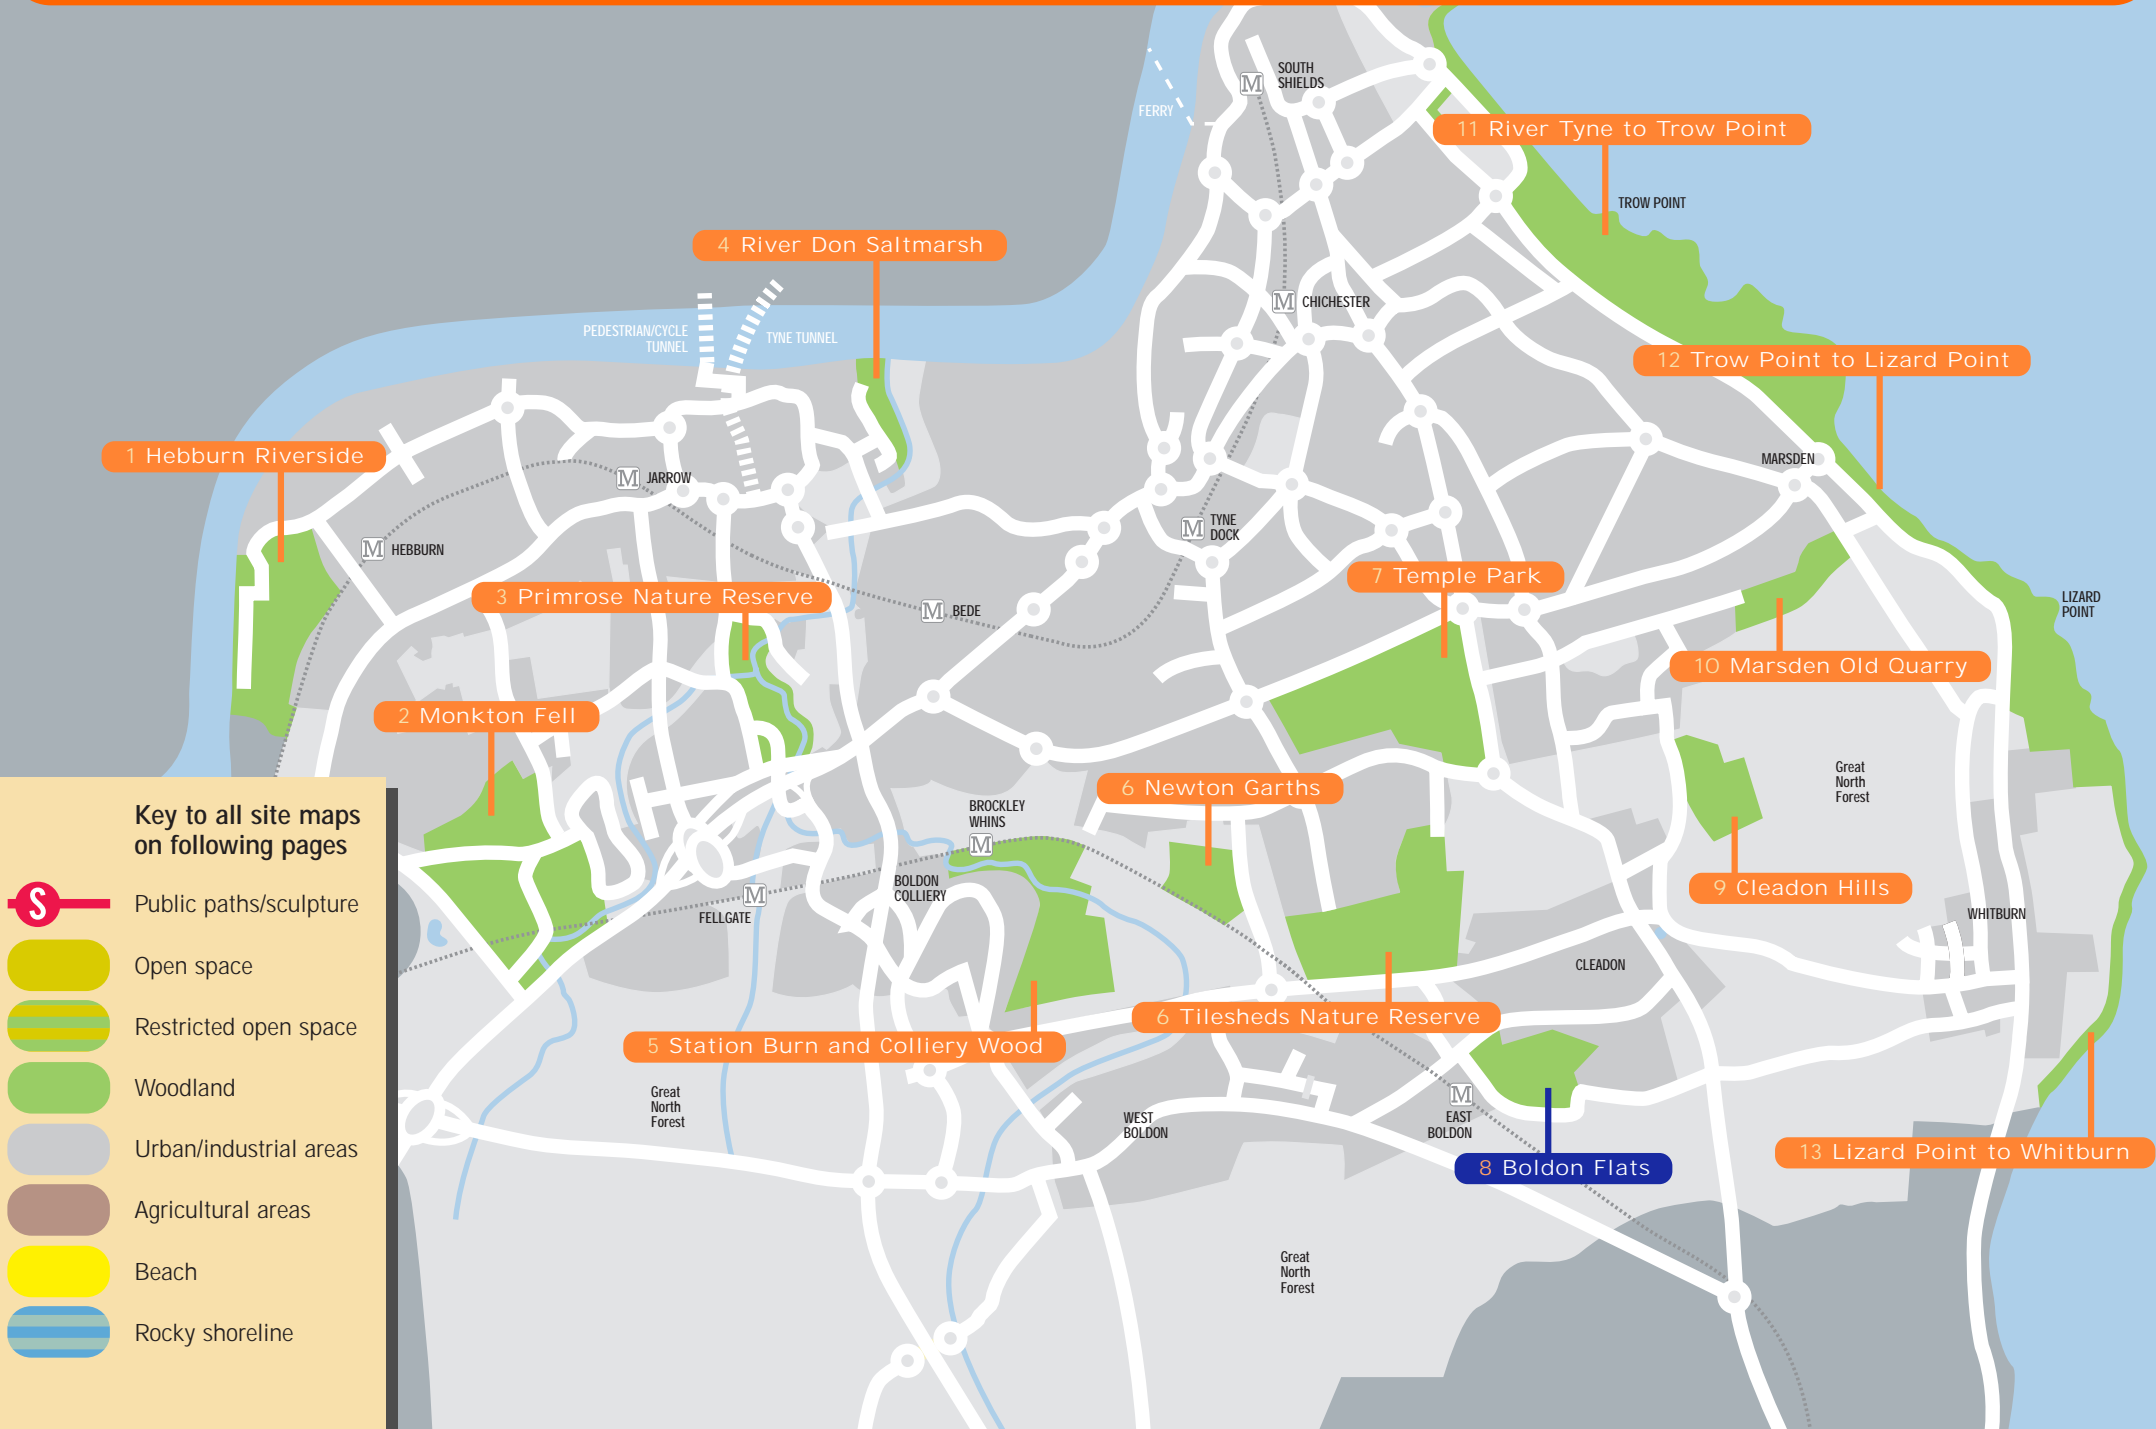 SOUTH
SHIELDS
FERRY
11 River Tyne to Trow Point
TROW POINT
4 River Don Saltmarsh
M
M CHICHESTER
PEDESTRIAN/CYCLE
TUNNEL
TYNE TUNNEL
12 Trow Point to Lizard Point
1 Hebburn Riverside
MARSDEN
M JARROW
M TYNE
DOCK
M HEBBURN
7 Temple Park
3 Primrose Nature Reserve
M BEDE
LIZARD
POINT
10 Marsden Old Quarry
2 Monkton Fell
Great
North
Forest
6 Newton Garths
BROCKLEY
WHINS
M
BOLDON
COLLIERY
M
FELLGATE
9 Cleadon Hills
WHITBURN
CLEADON
6 Tilesheds Nature Reserve
5 Station Burn and Colliery Wood
Great
North
Forest
WEST
BOLDON
M
EAST
BOLDON
8 Boldon Flats
13 Lizard Point to Whitburn
Great
North
Forest
Key to all site maps
on following pages
S Public paths/sculpture
Open space
Restricted open space
Woodland
Urban/industrial areas
Agricultural areas
Beach
Rocky shoreline